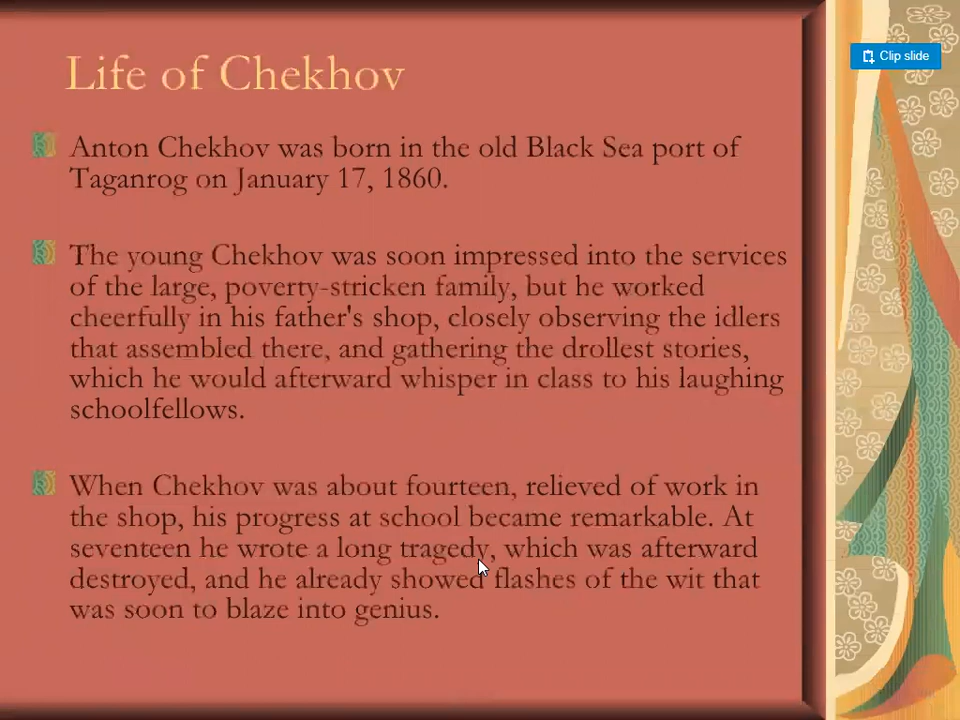 Life of Chekhov
Clip slide
Anton Chekhov was born in the old Black Sea port of
Taganrog on January 17, 1860.
The young Chekhov was soon impressed into the services
of the large, poverty-stricken family, but he worked
cheerfully in his father's shop, closely observing the idlers
that assembled there, and gathering the drollest stories,
which he would afterward whisper in class to his laughing
schoolfellows.
When Chekhov was about fourteen, relieved of work in
the shop, his progress at school became remarkable. At
seventeen he wrote a long tragedy, which was afterward
destroyed, and he already showed flashes of the wit that
was soon to blaze into genius.